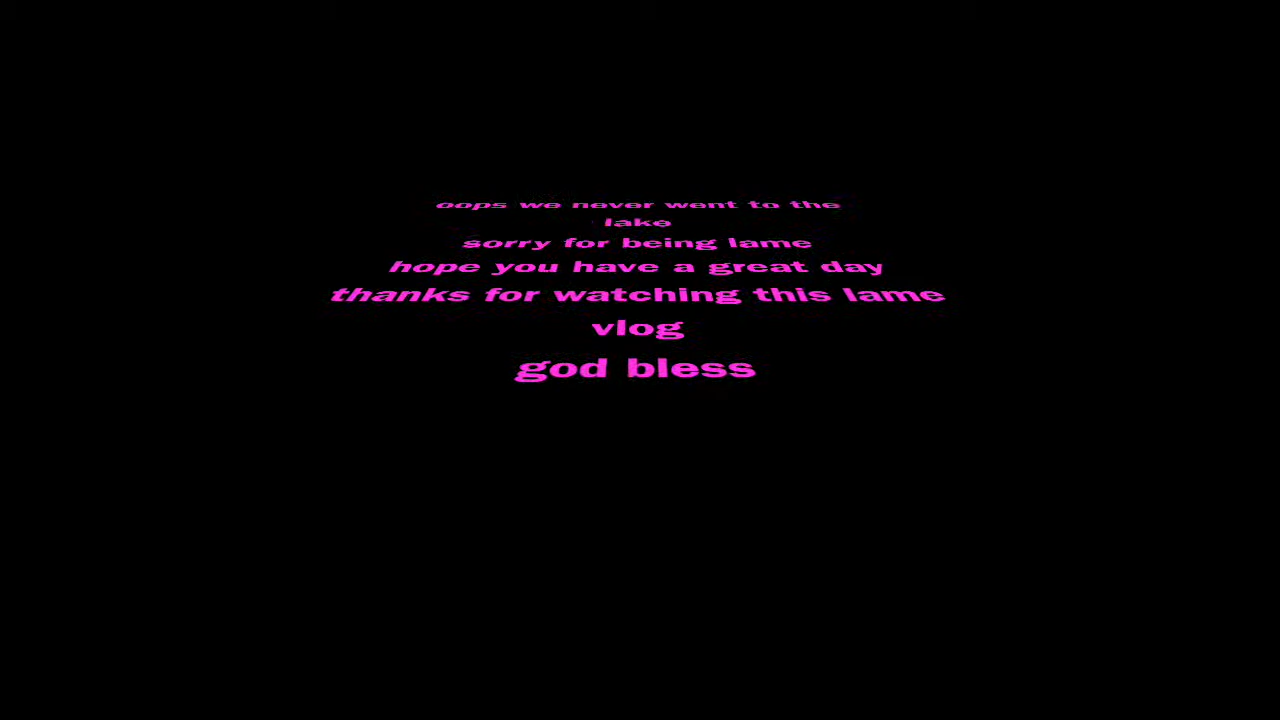 oops we never went to the
lake
sorry for being lame
hope you have a great day
thanks for watching this lame
vlog
god bless